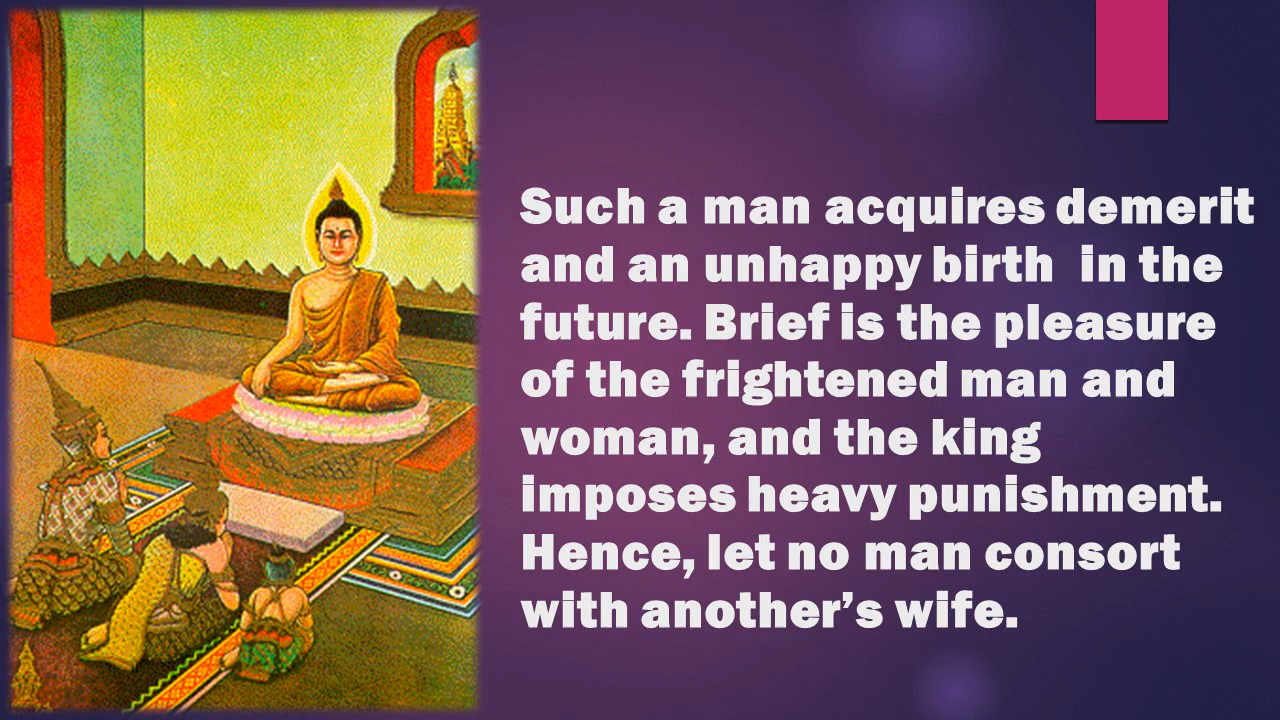 Such a man acquires demerit
and an unhappy birth  in the
future. Brief is the pleasure
of the frightened man and
woman, and the king
imposes heavy punishment.
Hence, let no man consort
with another’s wife.